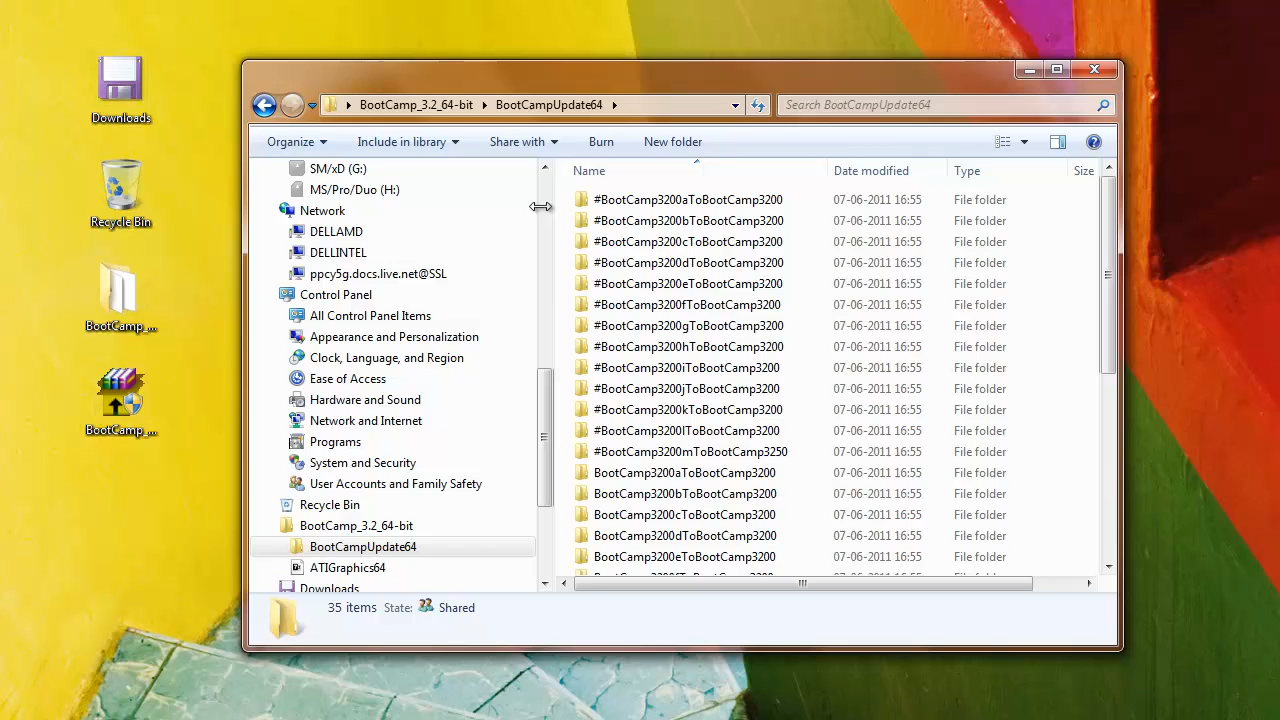 Downloads
Recycle Bin
BootCamp_...
BootCamp_...
BootCamp_3.2_64-bit BootCampUpdate64
Search BootCampUpdate64
Organize Include in library Share with Burn New folder
SM/xD (G:)
MS/Pro/Duo (H:)
Network
DELLAMD
DELLINTEL
ppcy5g.docs.live.net@SSL
Control Panel
All Control Panel Items
Appearance and Personalization
Clock, Language, and Region
Ease of Access
Hardware and Sound
Network and Internet
Programs
System and Security
User Accounts and Family Safety
Recycle Bin
BootCamp_3.2_64-bit
BootCampUpdate64
ATIGraphics64
Downloads
Name Date modified Type Size
#BootCamp3200aToBootCamp3200 07-06-2011 16:55 File folder
#BootCamp3200bToBootCamp3200 07-06-2011 16:55 File folder
#BootCamp3200cToBootCamp3200 07-06-2011 16:55 File folder
#BootCamp3200dToBootCamp3200 07-06-2011 16:55 File folder
#BootCamp3200eToBootCamp3200 07-06-2011 16:55 File folder
#BootCamp3200fToBootCamp3200 07-06-2011 16:55 File folder
#BootCamp3200gToBootCamp3200 07-06-2011 16:55 File folder
#BootCamp3200hToBootCamp3200 07-06-2011 16:55 File folder
#BootCamp3200iToBootCamp3200 07-06-2011 16:55 File folder
#BootCamp3200jToBootCamp3200 07-06-2011 16:55 File folder
#BootCamp3200kToBootCamp3200 07-06-2011 16:55 File folder
#BootCamp3200lToBootCamp3200 07-06-2011 16:55 File folder
#BootCamp3200mToBootCamp3250 07-06-2011 16:55 File folder
BootCamp3200aToBootCamp3200 07-06-2011 16:55 File folder
BootCamp3200bToBootCamp3200 07-06-2011 16:55 File folder
BootCamp3200cToBootCamp3200 07-06-2011 16:55 File folder
BootCamp3200dToBootCamp3200 07-06-2011 16:55 File folder
BootCamp3200eToBootCamp3200 07-06-2011 16:55 File folder
35 items State: Shared